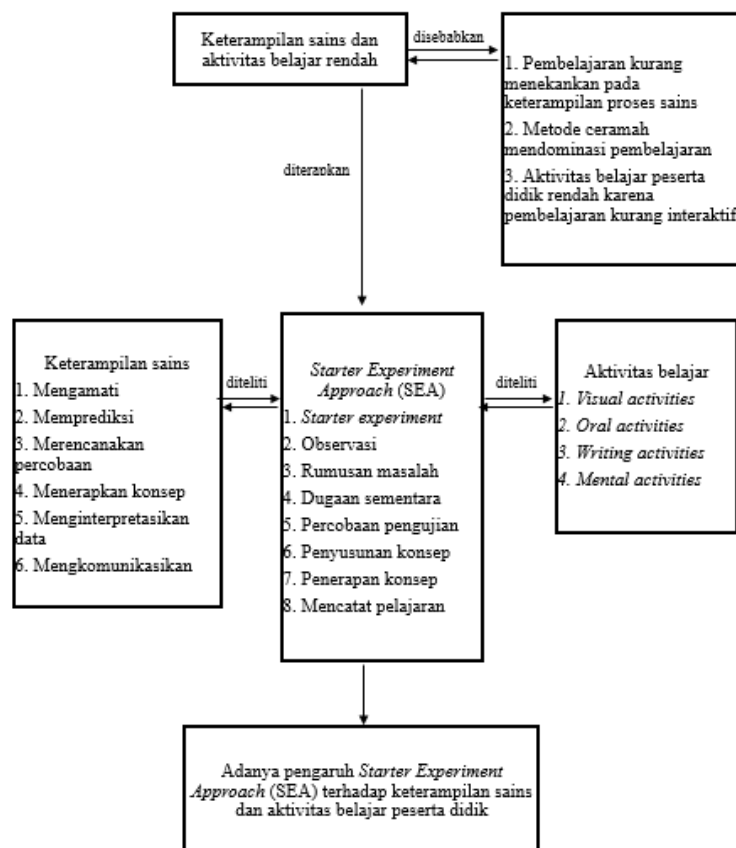 Keterampilan sains dan
aktivitas belajar rendah
disebabkan
1. Pembelajaran kurang
menekankan pada
keterampilan proses sains
2. Metode ceramah
mendominasi pembelajaran
3. Aktivitas belajar peserta
didik rendah karena
pembelajaran kurang interaktif
diterapkan
Keterampilan sains
1. Mengamati
2. Memprediksi
3. Merencanakan
percobaan
4. Menerapkan konsep
5. Menginterpretasikan
data
6. Mengkomunikasikan
diteliti
Starter Experiment
Approach (SEA)
1. Starter experiment
2. Observasi
3. Rumusan masalah
4. Dugaan sementara
5. Percobaan pengujian
6. Penyusunan konsep
7. Penerapan konsep
8. Mencatat pelajaran
diteliti
Aktivitas belajar
1. Visual activities
2. Oral activities
3. Writing activities
4. Mental activities
Adanya pengaruh Starter Experiment
Approach (SEA) terhadap keterampilan sains
dan aktivitas belajar peserta didik